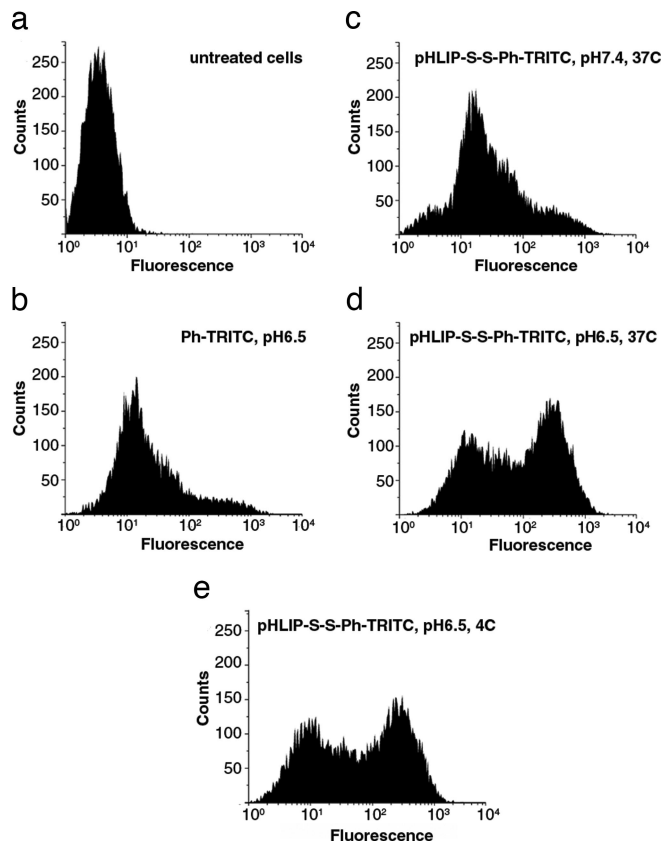 a
untreated cells
250
200
150
100
50
Counts
10⁰ 10¹ 10² 10³ 10⁴
Fluorescence
b
Ph-TRITC, pH6.5
250
200
150
100
50
Counts
10⁰ 10¹ 10² 10³ 10⁴
Fluorescence
c
pHLIP-S-S-Ph-TRITC, pH7.4, 37C
250
200
150
100
50
Counts
10⁰ 10¹ 10² 10³ 10⁴
Fluorescence
d
pHLIP-S-S-Ph-TRITC, pH6.5, 37C
250
200
150
100
50
Counts
10⁰ 10¹ 10² 10³ 10⁴
Fluorescence
e
pHLIP-S-S-Ph-TRITC, pH6.5, 4C
250
200
150
100
50
Counts
10⁰ 10¹ 10² 10³ 10⁴
Fluorescence